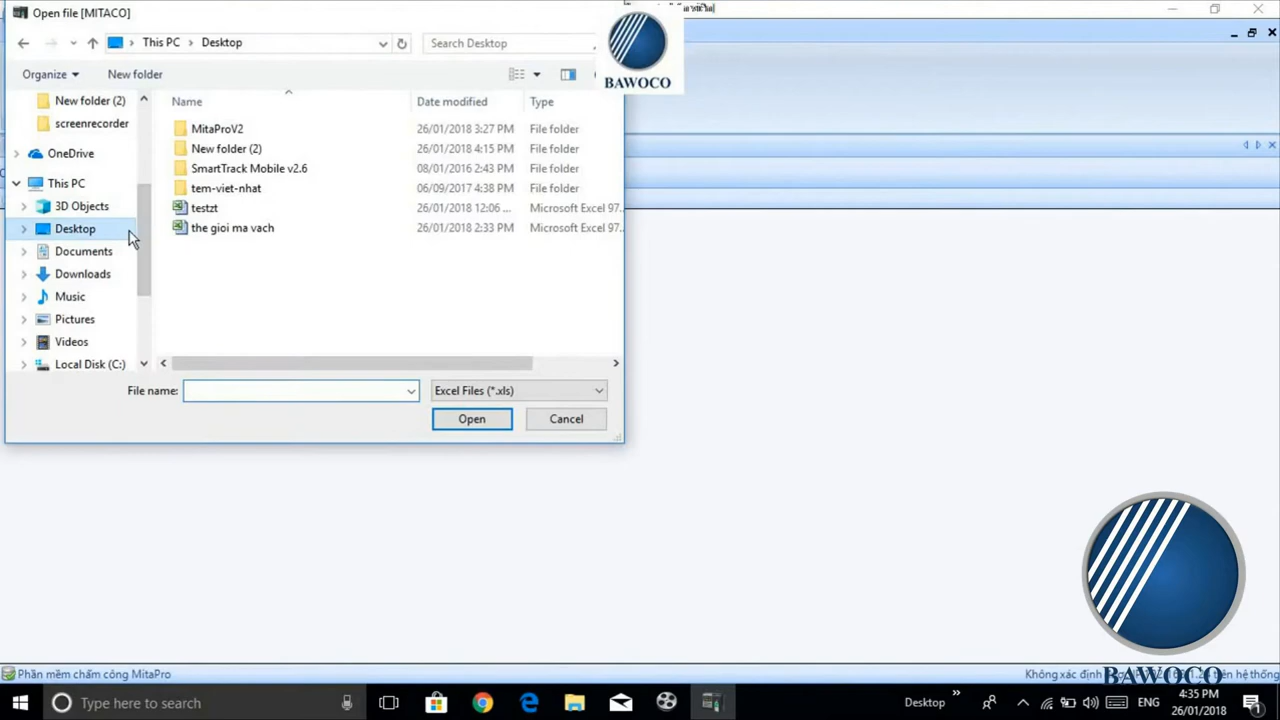 Open file [MITACO]
This PC > Desktop
Search Desktop
Organize
New folder
BAWOCO
Name
Date modified
Type
New folder (2)
screenrecorder
OneDrive
This PC
3D Objects
Desktop
Documents
Downloads
Music
Pictures
Videos
Local Disk (C:)
MitaProV2 26/01/2018 3:27 PM File folder
New folder (2) 26/01/2018 4:15 PM File folder
SmartTrack Mobile v2.6 08/01/2016 2:43 PM File folder
tem-viet-nhat 06/09/2017 4:38 PM File folder
testzt 26/01/2018 12:06 ... Microsoft Excel 97...
the gioi ma vach 26/01/2018 2:33 PM Microsoft Excel 97...
File name:
Excel Files (*.xls)
Open
Cancel
BAWOCO
Phần mềm chấm công MitaPro
Không xác định
trên hệ thống
Type here to search
Desktop
»
ENG
4:35 PM
26/01/2018
1